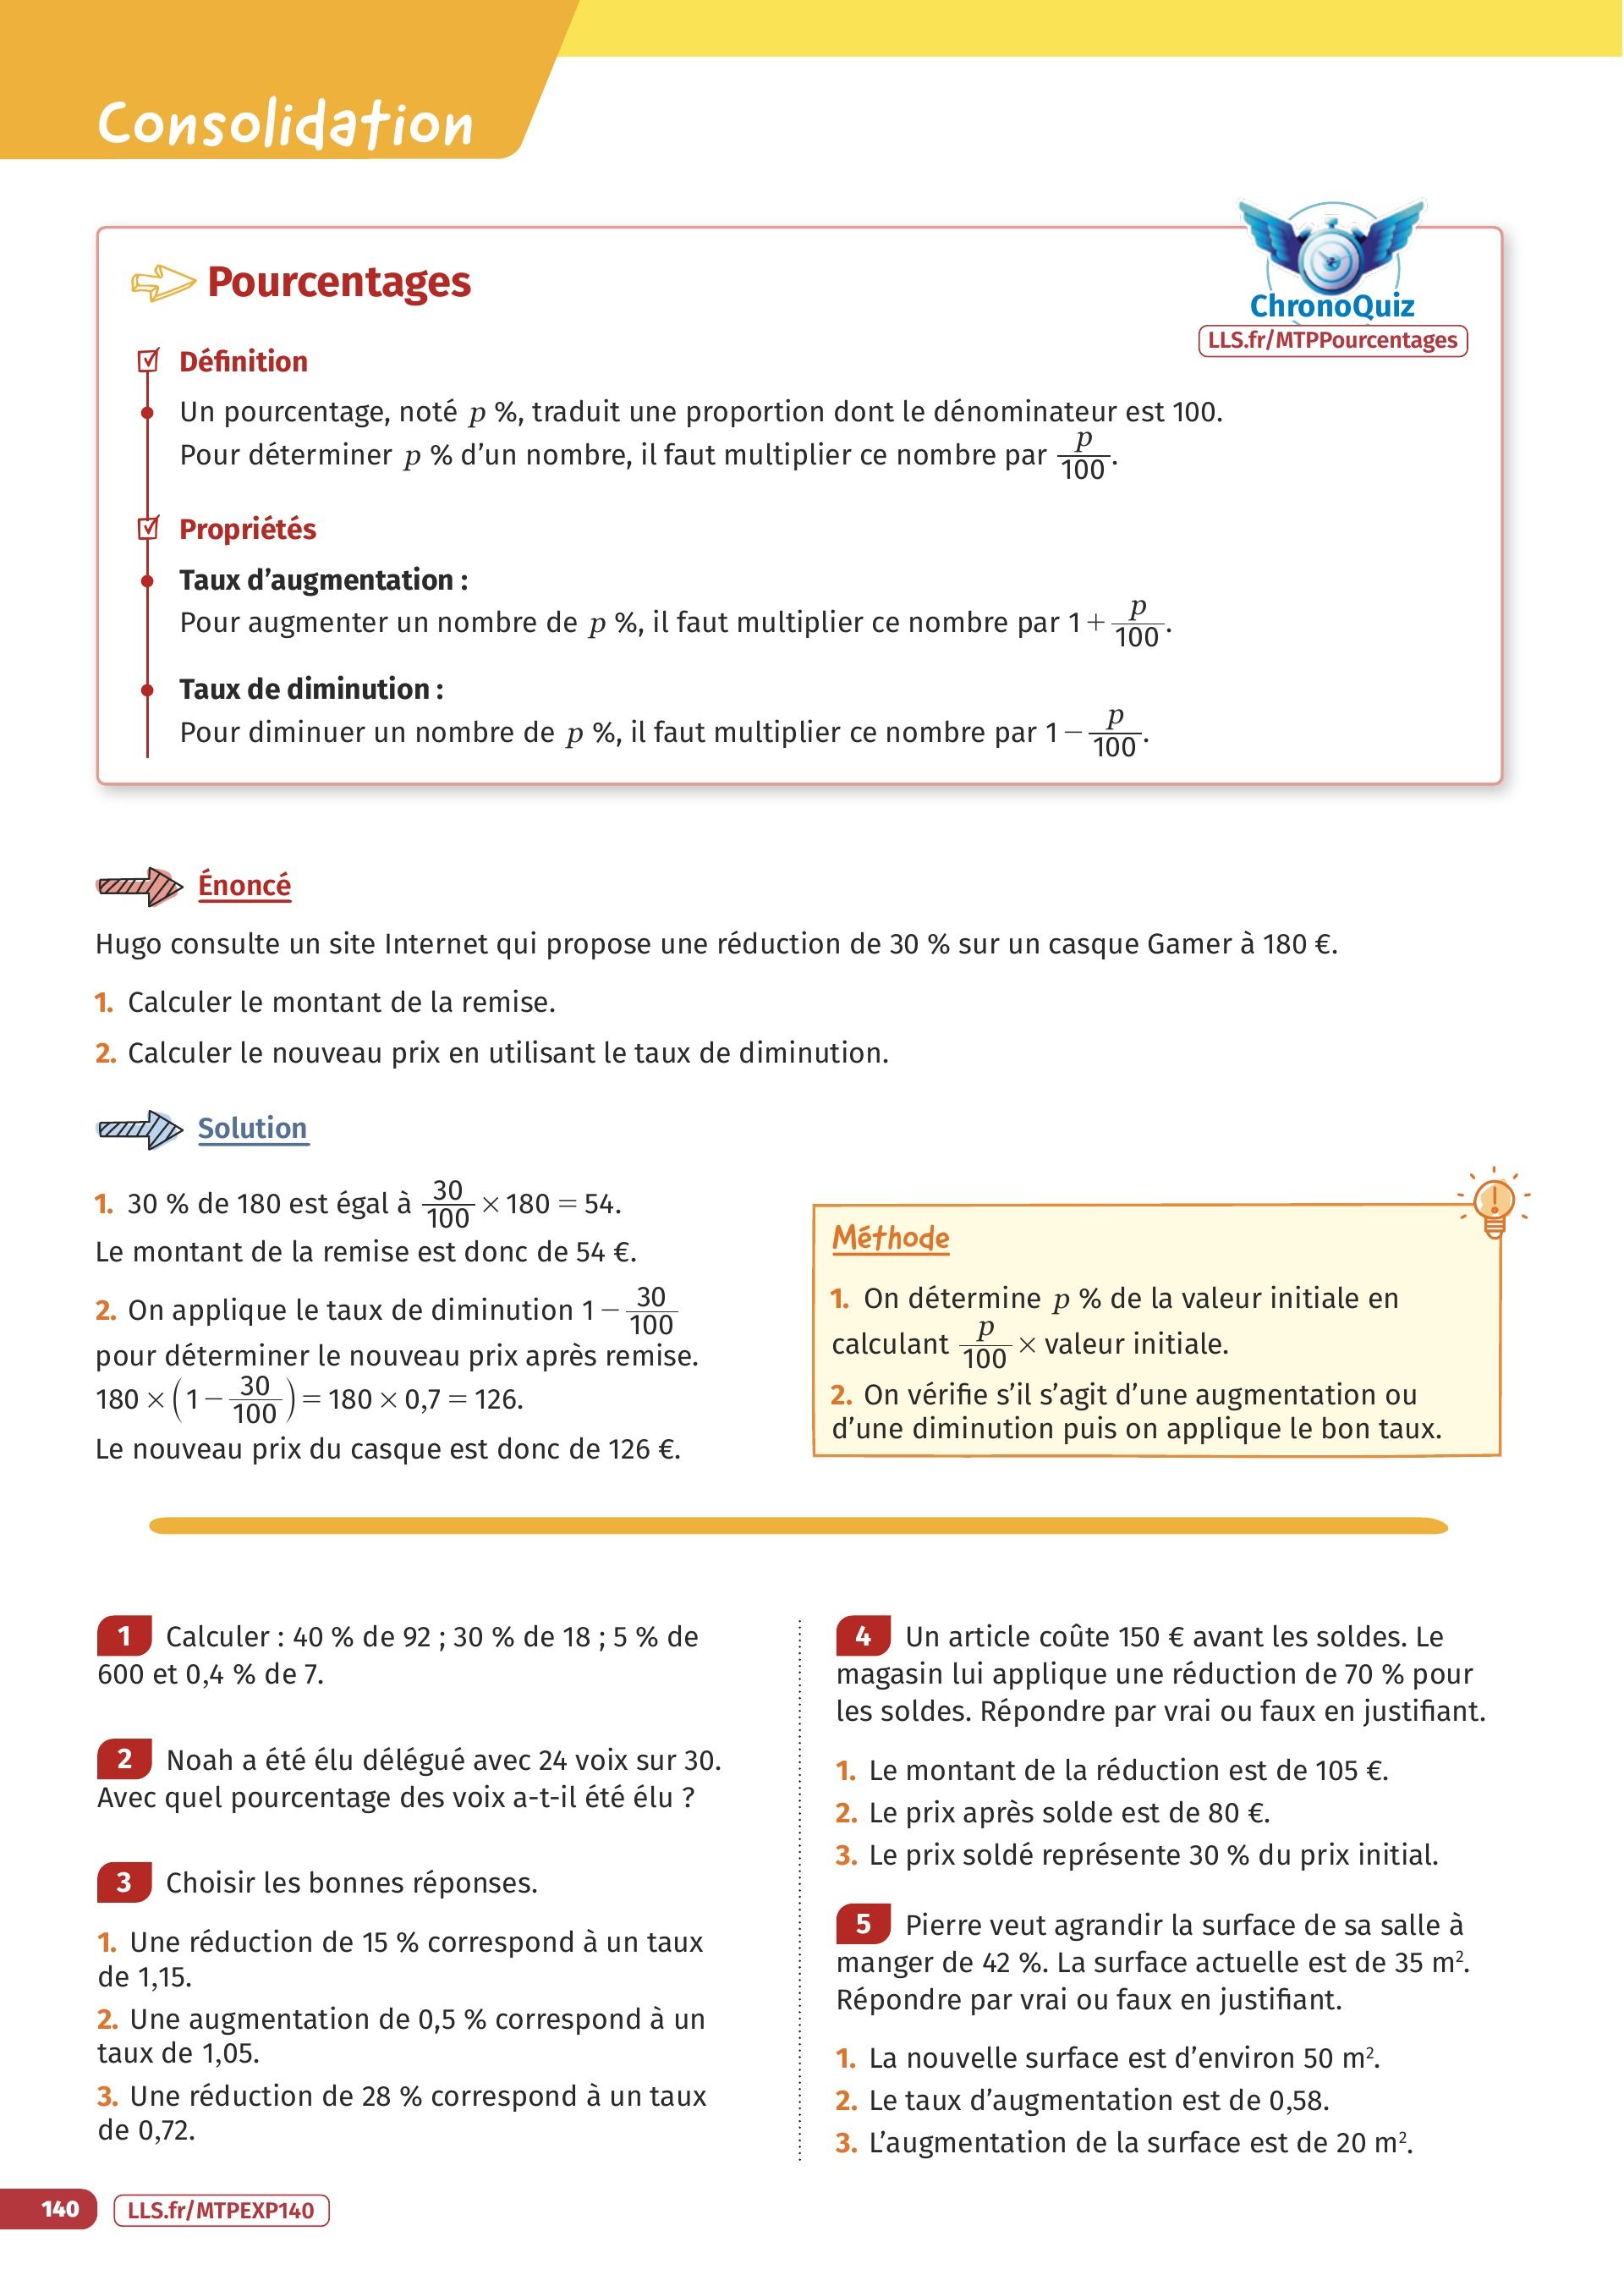 Consolidation
Pourcentages
ChronoQuiz
LLS.fr/MTPPourcentages
Définition
Un pourcentage, noté p %, traduit une proportion dont le dénominateur est 100.
Pour déterminer p % d'un nombre, il faut multiplier ce nombre par p/100.
Propriétés
Taux d'augmentation :
Pour augmenter un nombre de p %, il faut multiplier ce nombre par 1 + p/100.
Taux de diminution :
Pour diminuer un nombre de p %, il faut multiplier ce nombre par 1 − p/100.
Énoncé
Hugo consulte un site Internet qui propose une réduction de 30 % sur un casque Gamer à 180 €.
1. Calculer le montant de la remise.
2. Calculer le nouveau prix en utilisant le taux de diminution.
Solution
1. 30 % de 180 est égal à 30/100 × 180 = 54.
Le montant de la remise est donc de 54 €.
2. On applique le taux de diminution 1 − 30/100
pour déterminer le nouveau prix après remise.
180 × (1 − 30/100) = 180 × 0,7 = 126.
Le nouveau prix du casque est donc de 126 €.
Méthode
1. On détermine p % de la valeur initiale en
calculant p/100 × valeur initiale.
2. On vérifie s'il s'agit d'une augmentation ou
d'une diminution puis on applique le bon taux.
1 Calculer : 40 % de 92 ; 30 % de 18 ; 5 % de
600 et 0,4 % de 7.
2 Noah a été élu délégué avec 24 voix sur 30.
Avec quel pourcentage des voix a-t-il été élu ?
3 Choisir les bonnes réponses.
1. Une réduction de 15 % correspond à un taux
de 1,15.
2. Une augmentation de 0,5 % correspond à un
taux de 1,05.
3. Une réduction de 28 % correspond à un taux
de 0,72.
4 Un article coûte 150 € avant les soldes. Le
magasin lui applique une réduction de 70 % pour
les soldes. Répondre par vrai ou faux en justifiant.
1. Le montant de la réduction est de 105 €.
2. Le prix après solde est de 80 €.
3. Le prix soldé représente 30 % du prix initial.
5 Pierre veut agrandir la surface de sa salle à
manger de 42 %. La surface actuelle est de 35 m².
Répondre par vrai ou faux en justifiant.
1. La nouvelle surface est d'environ 50 m².
2. Le taux d'augmentation est de 0,58.
3. L'augmentation de la surface est de 20 m².
140
LLS.fr/MTPEXP140